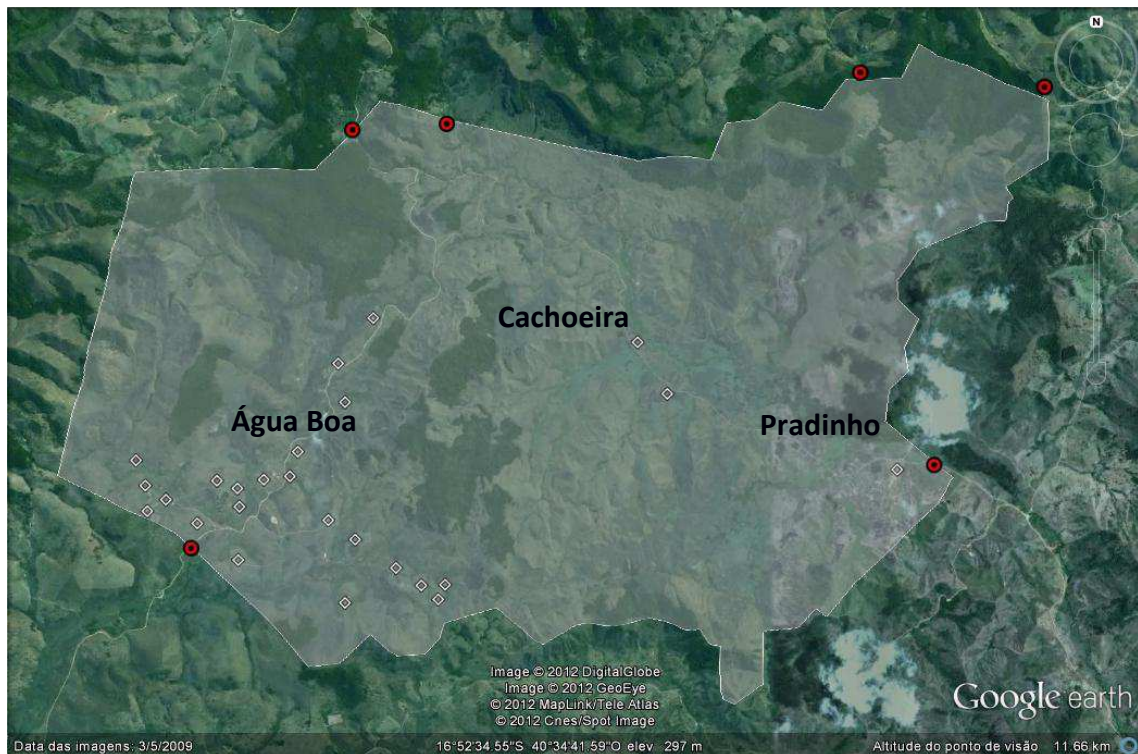 N
Cachoeira
Água Boa
Pradinho
Image © 2012 DigitalGlobe
Image © 2012 GeoEye
© 2012 MapLink/Tele Atlas
© 2012 Cnes/Spot Image
Google earth
Data das imagens: 3/5/2009 16°52'34.55"S 40°34'41.59"O elev 297 m Altitude do ponto de visão 11.66 km